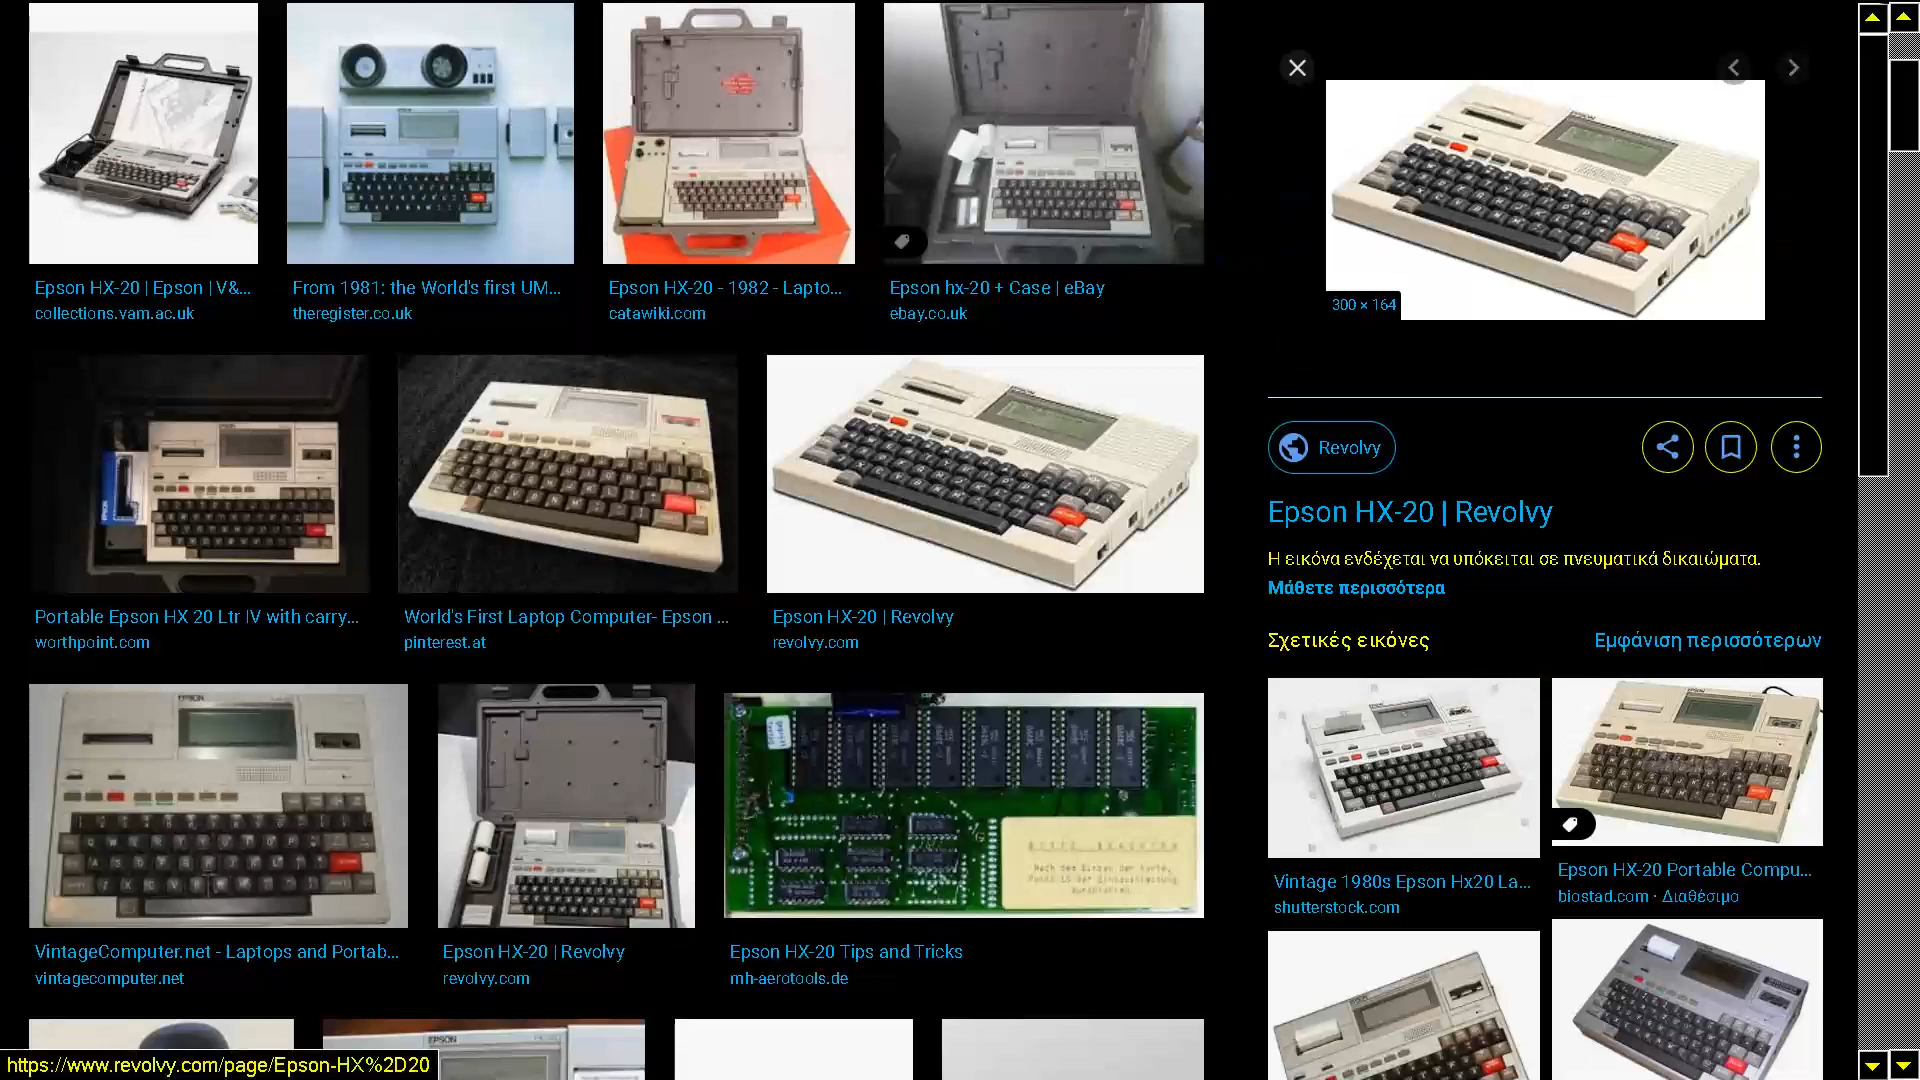 Epson HX-20 | Epson | V&...
collections.vam.ac.uk
From 1981: the World's first UM...
theregister.co.uk
Epson HX-20 - 1982 - Lapto...
catawiki.com
Epson hx-20 + Case | eBay
ebay.co.uk
300 × 164
Revolvy
Epson HX-20 | Revolvy
Η εικόνα ενδέχεται να υπόκειται σε πνευματικά δικαιώματα.
Μάθετε περισσότερα
Portable Epson HX 20 Ltr IV with carry...
worthpoint.com
World's First Laptop Computer- Epson ...
pinterest.at
Epson HX-20 | Revolvy
revolvy.com
Σχετικές εικόνες
Εμφάνιση περισσότερων
EPSON
Vintage 1980s Epson Hx20 La...
shutterstock.com
Epson HX-20 Portable Compu...
biostad.com · Διαθέσιμο
VintageComputer.net - Laptops and Portab...
vintagecomputer.net
Epson HX-20 | Revolvy
revolvy.com
Epson HX-20 Tips and Tricks
mh-aerotools.de
EPSON
https://www.revolvy.com/page/Epson-HX%2D20